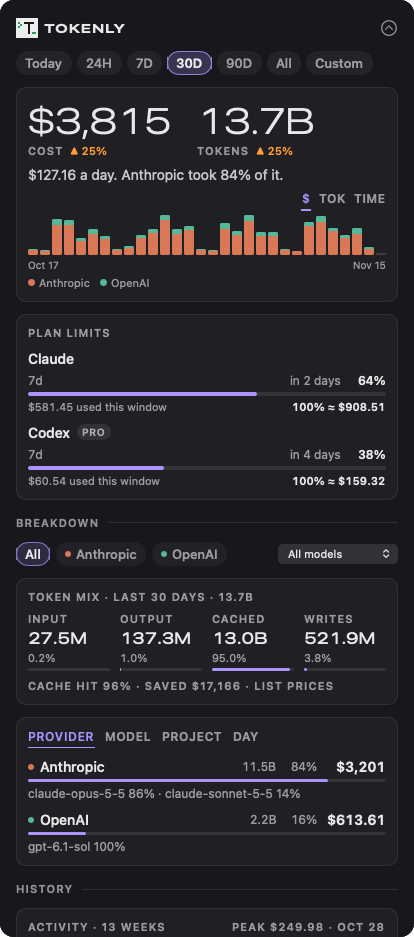 TOKENLY
Today 24H 7D 30D 90D All Custom
$3,815 13.7B
COST ▲ 25% TOKENS ▲ 25%
$127.16 a day. Anthropic took 84% of it.
$ TOK TIME
Oct 17 Nov 15
Anthropic OpenAI
PLAN LIMITS
Claude
7d in 2 days 64%
$581.45 used this window 100% ≈ $908.51
Codex PRO
7d in 4 days 38%
$60.54 used this window 100% ≈ $159.32
BREAKDOWN
All Anthropic OpenAI All models
TOKEN MIX · LAST 30 DAYS · 13.7B
INPUT OUTPUT CACHED WRITES
27.5M 137.3M 13.0B 521.9M
0.2% 1.0% 95.0% 3.8%
CACHE HIT 96% · SAVED $17,166 · LIST PRICES
PROVIDER MODEL PROJECT DAY
Anthropic 11.5B 84% $3,201
claude-opus-5-5 86% · claude-sonnet-5-5 14%
OpenAI 2.2B 16% $613.61
gpt-6.1-sol 100%
HISTORY
ACTIVITY · 13 WEEKS PEAK $249.98 · OCT 28